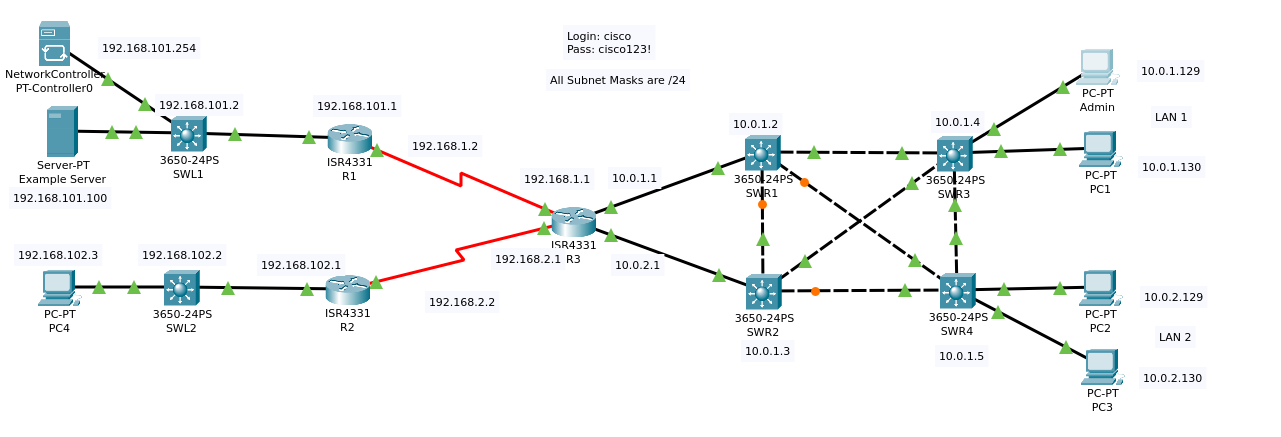 192.168.101.254
NetworkController
PT-Controller0
192.168.101.2
Server-PT
Example Server
192.168.101.100
3650-24PS
SWL1
192.168.101.1
ISR4331
R1
192.168.1.2
Login: cisco
Pass: cisco123!
All Subnet Masks are /24
192.168.1.1
10.0.1.1
ISR4331
R3
192.168.2.1
10.0.2.1
192.168.102.3
PC-PT
PC4
192.168.102.2
3650-24PS
SWL2
192.168.102.1
ISR4331
R2
192.168.2.2
10.0.1.2
3650-24PS
SWR1
10.0.1.4
3650-24PS
SWR3
3650-24PS
SWR2
10.0.1.3
3650-24PS
SWR4
10.0.1.5
PC-PT
Admin
10.0.1.129
LAN 1
PC-PT
PC1
10.0.1.130
PC-PT
PC2
10.0.2.129
LAN 2
PC-PT
PC3
10.0.2.130